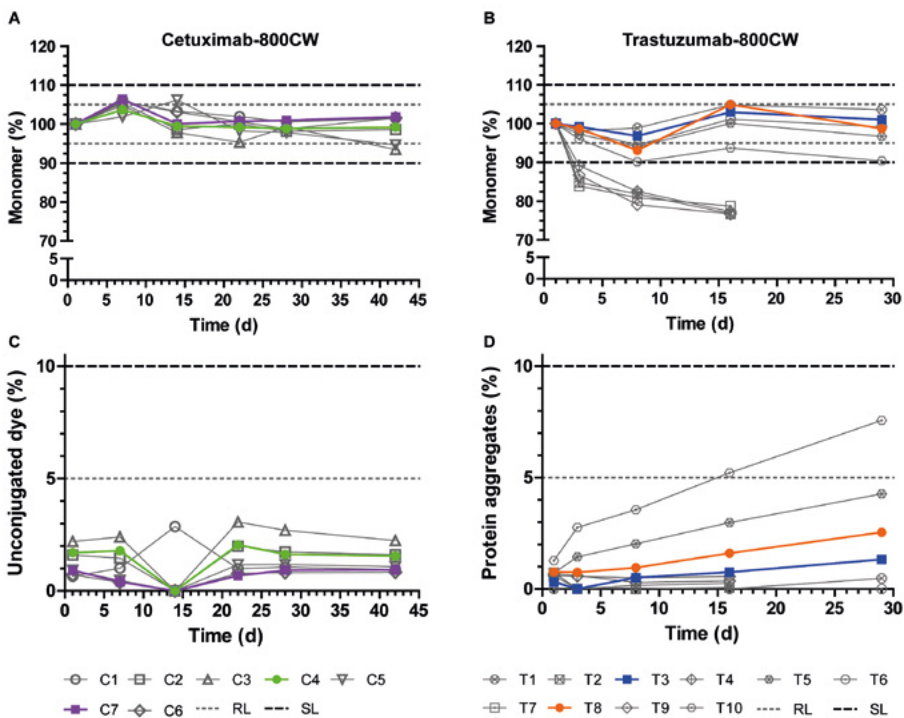 A
Cetuximab-800CW
Monomer (%)
120
110
100
90
80
70
5
0
0 5 10 15 20 25 30 35 40 45
Time (d)
B
Trastuzumab-800CW
Monomer (%)
120
110
100
90
80
70
5
0
0 5 10 15 20 25 30
Time (d)
C
Unconjugated dye (%)
10
5
0
0 5 10 15 20 25 30 35 40 45
Time (d)
D
Protein aggregates (%)
10
5
0
0 5 10 15 20 25 30
Time (d)
C1 C2 C3 C4 C5
C7 C6 RL SL
T1 T2 T3 T4 T5 T6
T7 T8 T9 T10 RL SL